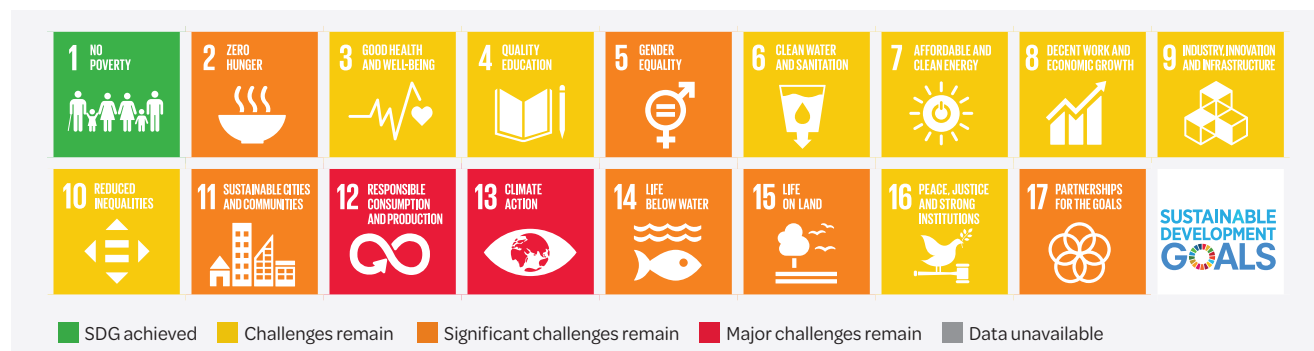 1 NO
POVERTY
2 ZERO
HUNGER
3 GOOD HEALTH
AND WELL-BEING
4 QUALITY
EDUCATION
5 GENDER
EQUALITY
6 CLEAN WATER
AND SANITATION
7 AFFORDABLE AND
CLEAN ENERGY
8 DECENT WORK AND
ECONOMIC GROWTH
9 INDUSTRY, INNOVATION
AND INFRASTRUCTURE
10 REDUCED
INEQUALITIES
11 SUSTAINABLE CITIES
AND COMMUNITIES
12 RESPONSIBLE
CONSUMPTION
AND PRODUCTION
13 CLIMATE
ACTION
14 LIFE
BELOW WATER
15 LIFE
ON LAND
16 PEACE, JUSTICE
AND STRONG
INSTITUTIONS
17 PARTNERSHIPS
FOR THE GOALS
SUSTAINABLE
DEVELOPMENT
GOALS
SDG achieved
Challenges remain
Significant challenges remain
Major challenges remain
Data unavailable